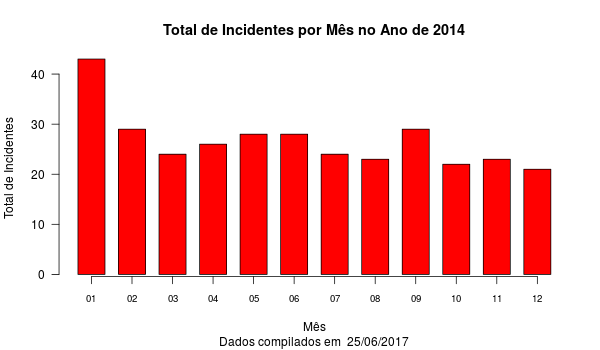 Total de Incidentes por Mês no Ano de 2014
Total de Incidentes
40
30
20
10
0
01 02 03 04 05 06 07 08 09 10 11 12
Mês
Dados compilados em 25/06/2017